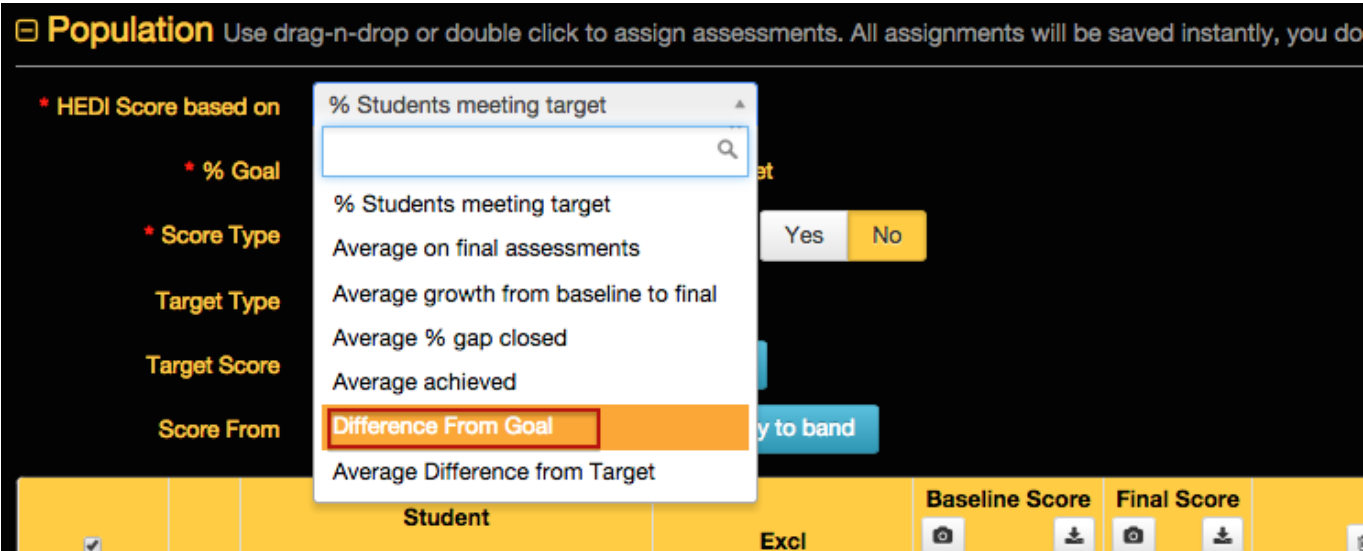 Population Use drag-n-drop or double click to assign assessments. All assignments will be saved instantly, you do
* HEDI Score based on
% Students meeting target
* % Goal
* Score Type
Yes No
Target Type
Target Score
Score From
y to band
% Students meeting target
Average on final assessments
Average growth from baseline to final
Average % gap closed
Average achieved
Difference From Goal
Average Difference from Target
Student
Excl
Baseline Score
Final Score